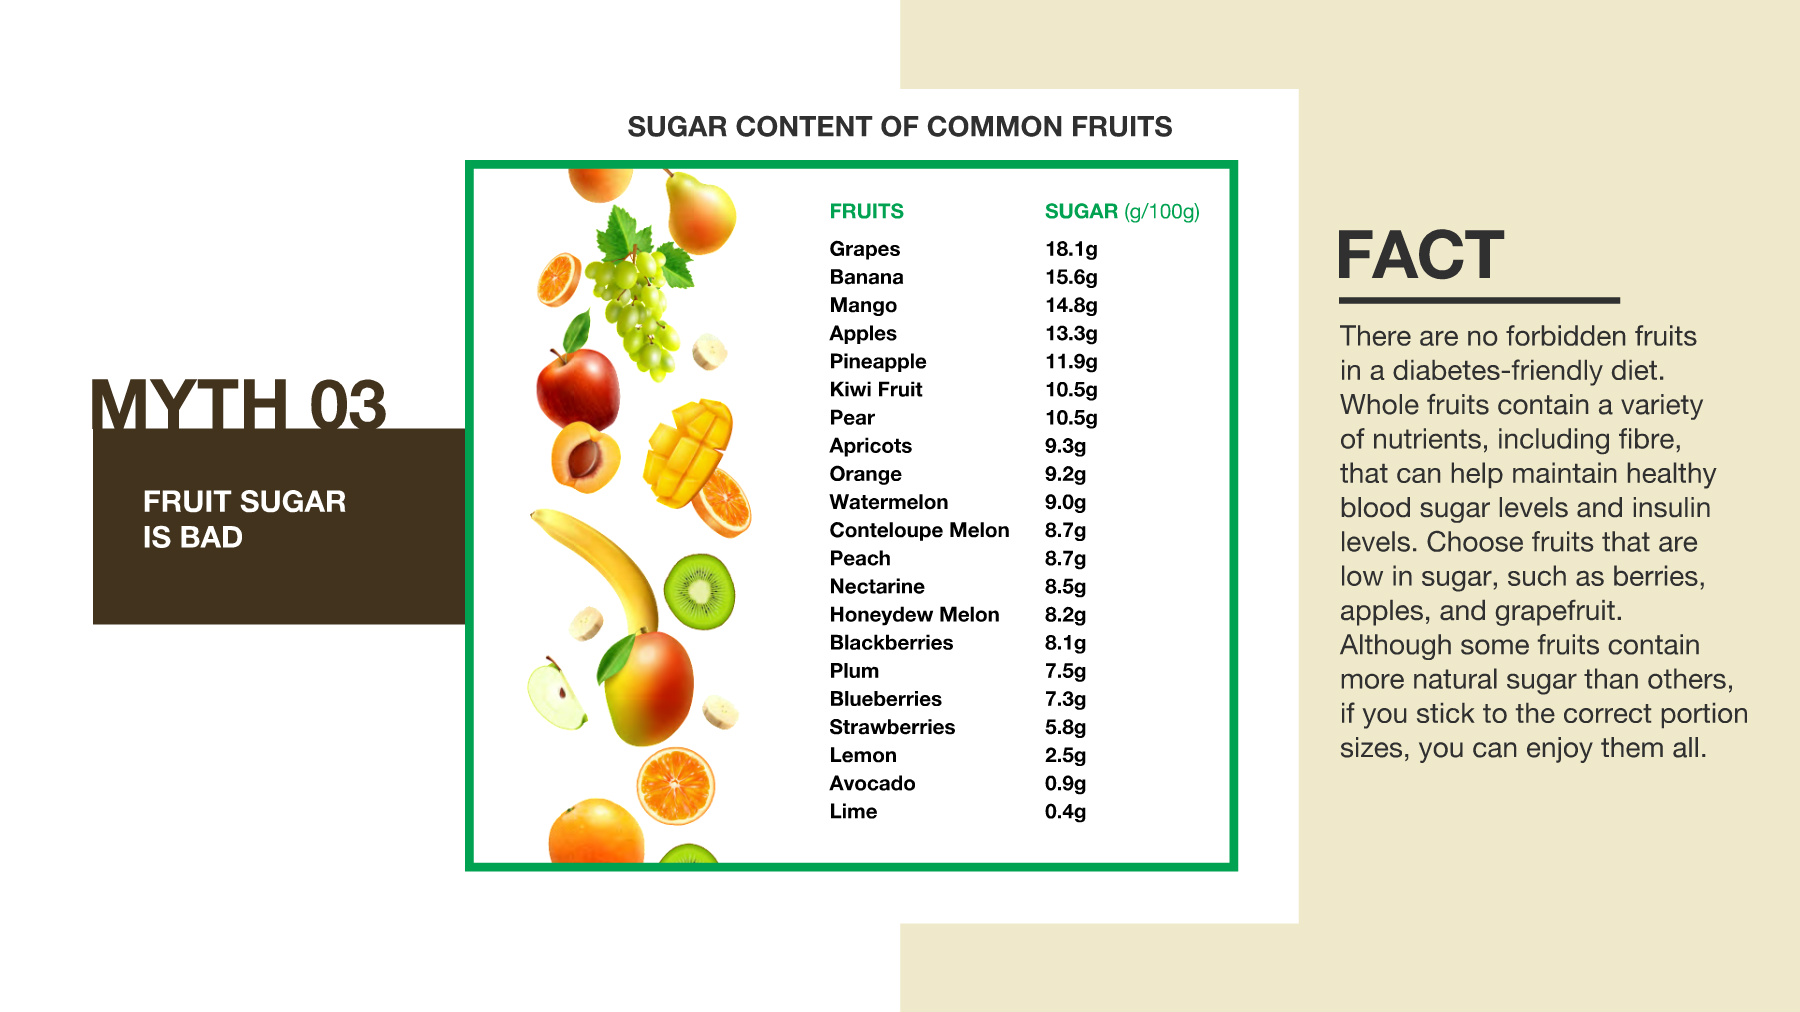 MYTH 03
FRUIT SUGAR
IS BAD
SUGAR CONTENT OF COMMON FRUITS
FRUITS SUGAR (g/100g)
Grapes 18.1g
Banana 15.6g
Mango 14.8g
Apples 13.3g
Pineapple 11.9g
Kiwi Fruit 10.5g
Pear 10.5g
Apricots 9.3g
Orange 9.2g
Watermelon 9.0g
Conteloupe Melon 8.7g
Peach 8.7g
Nectarine 8.5g
Honeydew Melon 8.2g
Blackberries 8.1g
Plum 7.5g
Blueberries 7.3g
Strawberries 5.8g
Lemon 2.5g
Avocado 0.9g
Lime 0.4g
FACT
There are no forbidden fruits
in a diabetes-friendly diet.
Whole fruits contain a variety
of nutrients, including fibre,
that can help maintain healthy
blood sugar levels and insulin
levels. Choose fruits that are
low in sugar, such as berries,
apples, and grapefruit.
Although some fruits contain
more natural sugar than others,
if you stick to the correct portion
sizes, you can enjoy them all.